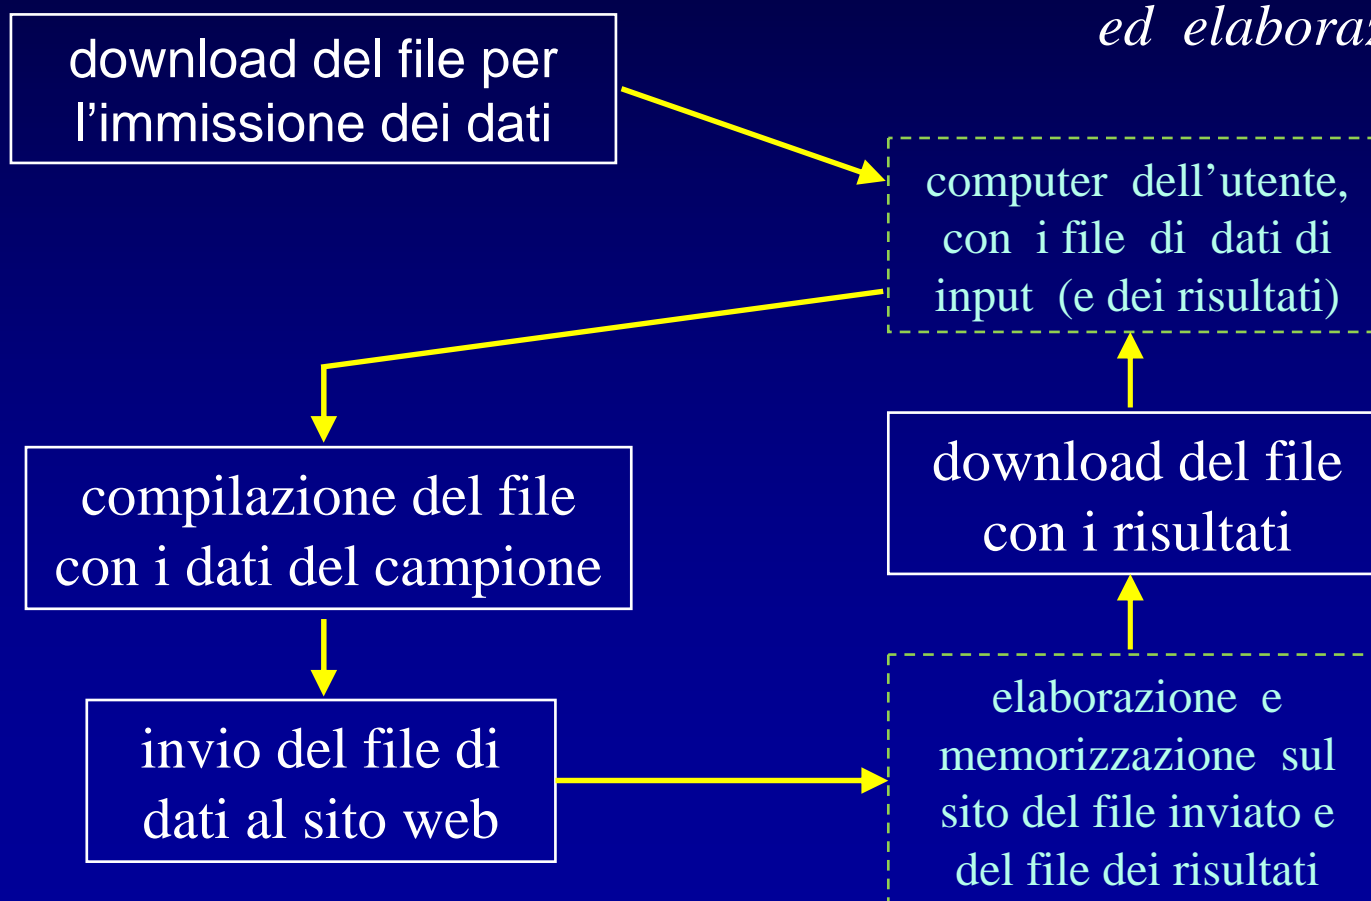 ed elaboraz
download del file per
l’immissione dei dati
computer dell’utente,
con i file di dati di
input (e dei risultati)
compilazione del file
con i dati del campione
download del file
con i risultati
invio del file di
dati al sito web
elaborazione e
memorizzazione sul
sito del file inviato e
del file dei risultati